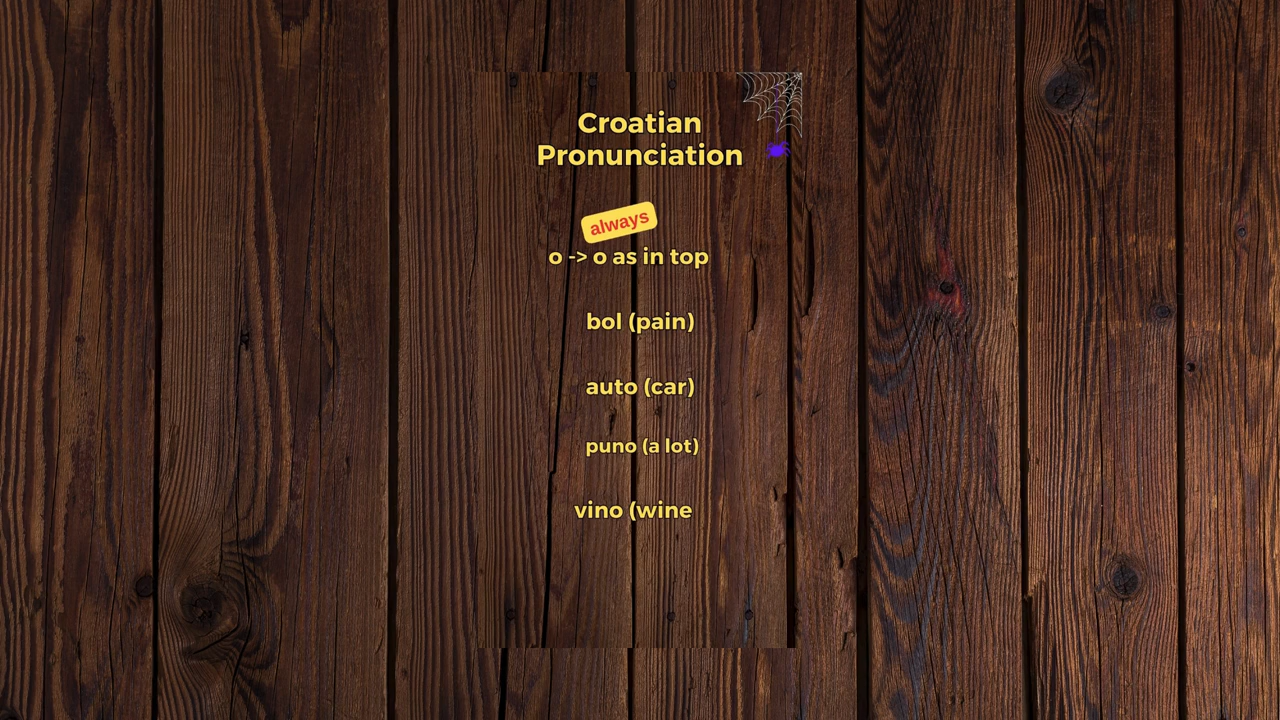 Croatian
Pronunciation
always
o -> o as in top
bol (pain)
auto (car)
puno (a lot)
vino (wine